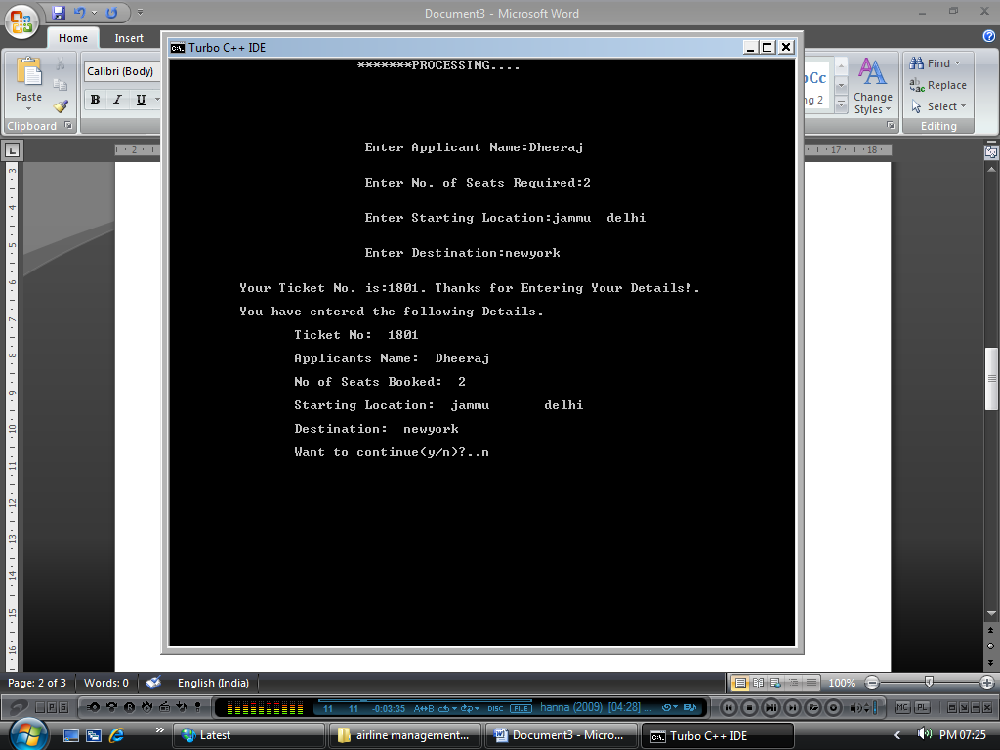 Document3 - Microsoft Word
Home Insert
Turbo C++ IDE
Paste
Clipboard
Calibri (Body)
B I U
Change
Styles
Find
Replace
Select
Editing
*******PROCESSING....
Enter Applicant Name:Dheeraj
Enter No. of Seats Required:2
Enter Starting Location:jammu delhi
Enter Destination:newyork
Your Ticket No. is:1801. Thanks for Entering Your Details!.
You have entered the following Details.
Ticket No: 1801
Applicants Name: Dheeraj
No of Seats Booked: 2
Starting Location: jammu delhi
Destination: newyork
Want to continue(y/n)?..n
Page: 2 of 3 Words: 0 English (India) 100%
11 11 -0:03:35 A↔B DISC FILE hanna (2009) [04:28] ... MC PL
Latest airline management... Document3 - Micro... Turbo C++ IDE PM 07:25